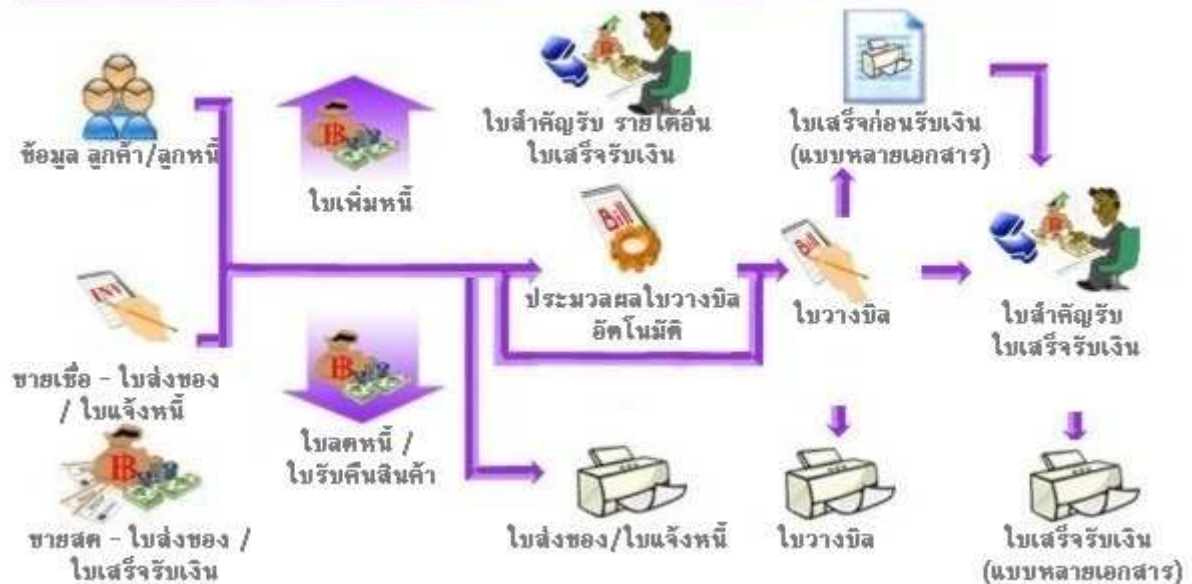 ข้อมูล ลูกค้า/ลูกหนี้
ใบเพิ่มหนี้
ใบสำคัญรับ รายได้อื่น
ใบเสร็จรับเงิน
ใบเสร็จก่อนรับเงิน
(แบบหลายเอกสาร)
INV
ขายเชื่อ - ใบส่งของ
/ ใบแจ้งหนี้
Bill
ประมวลผลใบวางบิล
อัตโนมัติ
Bill
ใบวางบิล
ใบสำคัญรับ
ใบเสร็จรับเงิน
B
ขายสด - ใบส่งของ /
ใบเสร็จรับเงิน
B
ใบลดหนี้ /
ใบรับคืนสินค้า
ใบส่งของ/ใบแจ้งหนี้
ใบวางบิล
ใบเสร็จรับเงิน
(แบบหลายเอกสาร)